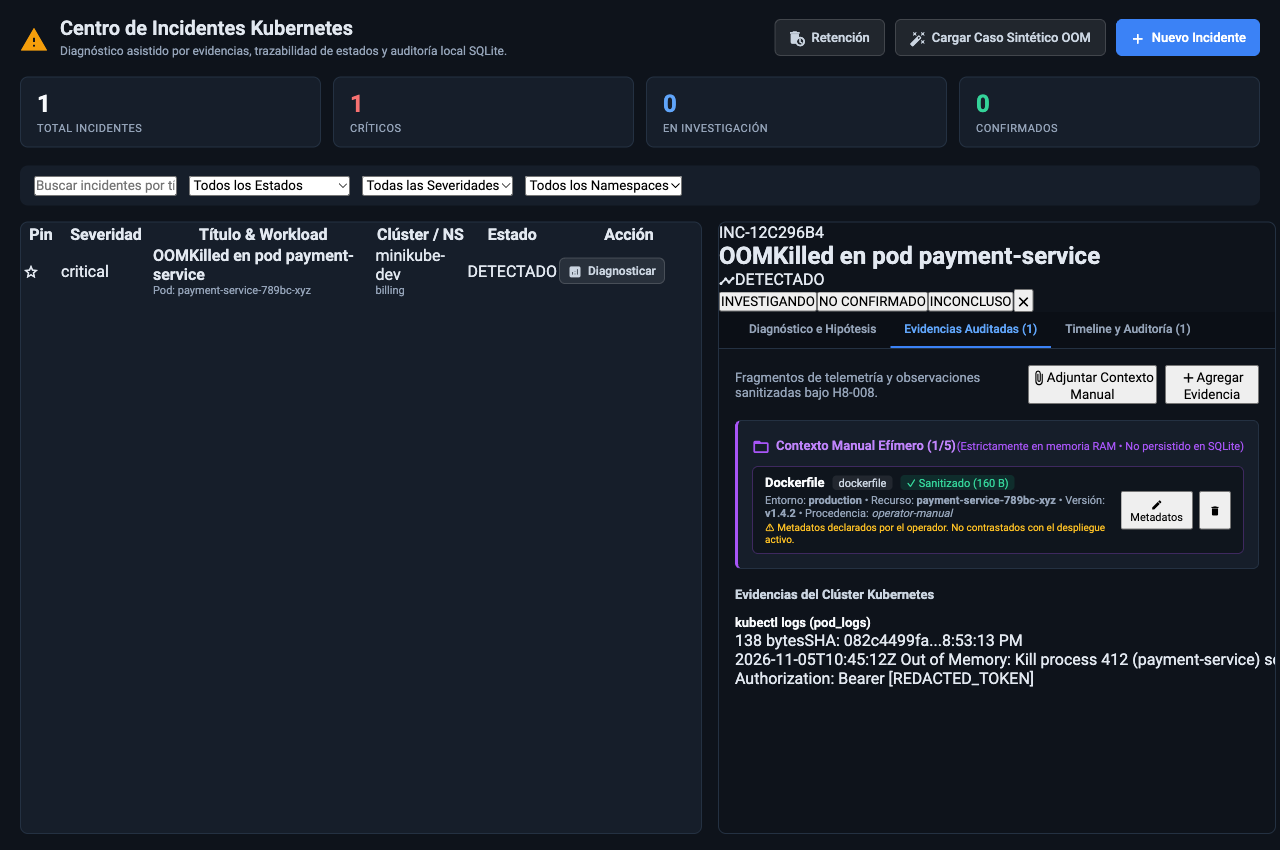 Centro de Incidentes Kubernetes
Diagnóstico asistido por evidencias, trazabilidad de estados y auditoría local SQLite.
Retención
Cargar Caso Sintético OOM
Nuevo Incidente
1
TOTAL INCIDENTES
1
CRÍTICOS
0
EN INVESTIGACIÓN
0
CONFIRMADOS
Buscar incidentes por tí
Todos los Estados
Todas las Severidades
Todos los Namespaces
Pin Severidad Título & Workload Clúster / NS Estado Acción
critical
OOMKilled en pod payment-
service
Pod: payment-service-789bc-xyz
minikube-
dev
billing
DETECTADO
Diagnosticar
INC-12C296B4
OOMKilled en pod payment-service
DETECTADO
INVESTIGANDO NO CONFIRMADO INCONCLUSO
Diagnóstico e Hipótesis
Evidencias Auditadas (1)
Timeline y Auditoría (1)
Fragmentos de telemetría y observaciones
sanitizadas bajo H8-008.
Adjuntar Contexto
Manual
Agregar
Evidencia
Contexto Manual Efímero (1/5)(Estrictamente en memoria RAM • No persistido en SQLite)
Dockerfile dockerfile ✓ Sanitizado (160 B)
Entorno: production • Recurso: payment-service-789bc-xyz • Versión:
v1.4.2 • Procedencia: operator-manual
⚠ Metadatos declarados por el operador. No contrastados con el despliegue
activo.
Metadatos
Evidencias del Clúster Kubernetes
kubectl logs (pod_logs)
138 bytesSHA: 082c4499fa...8:53:13 PM
2026-11-05T10:45:12Z Out of Memory: Kill process 412 (payment-service)
Authorization: Bearer [REDACTED_TOKEN]